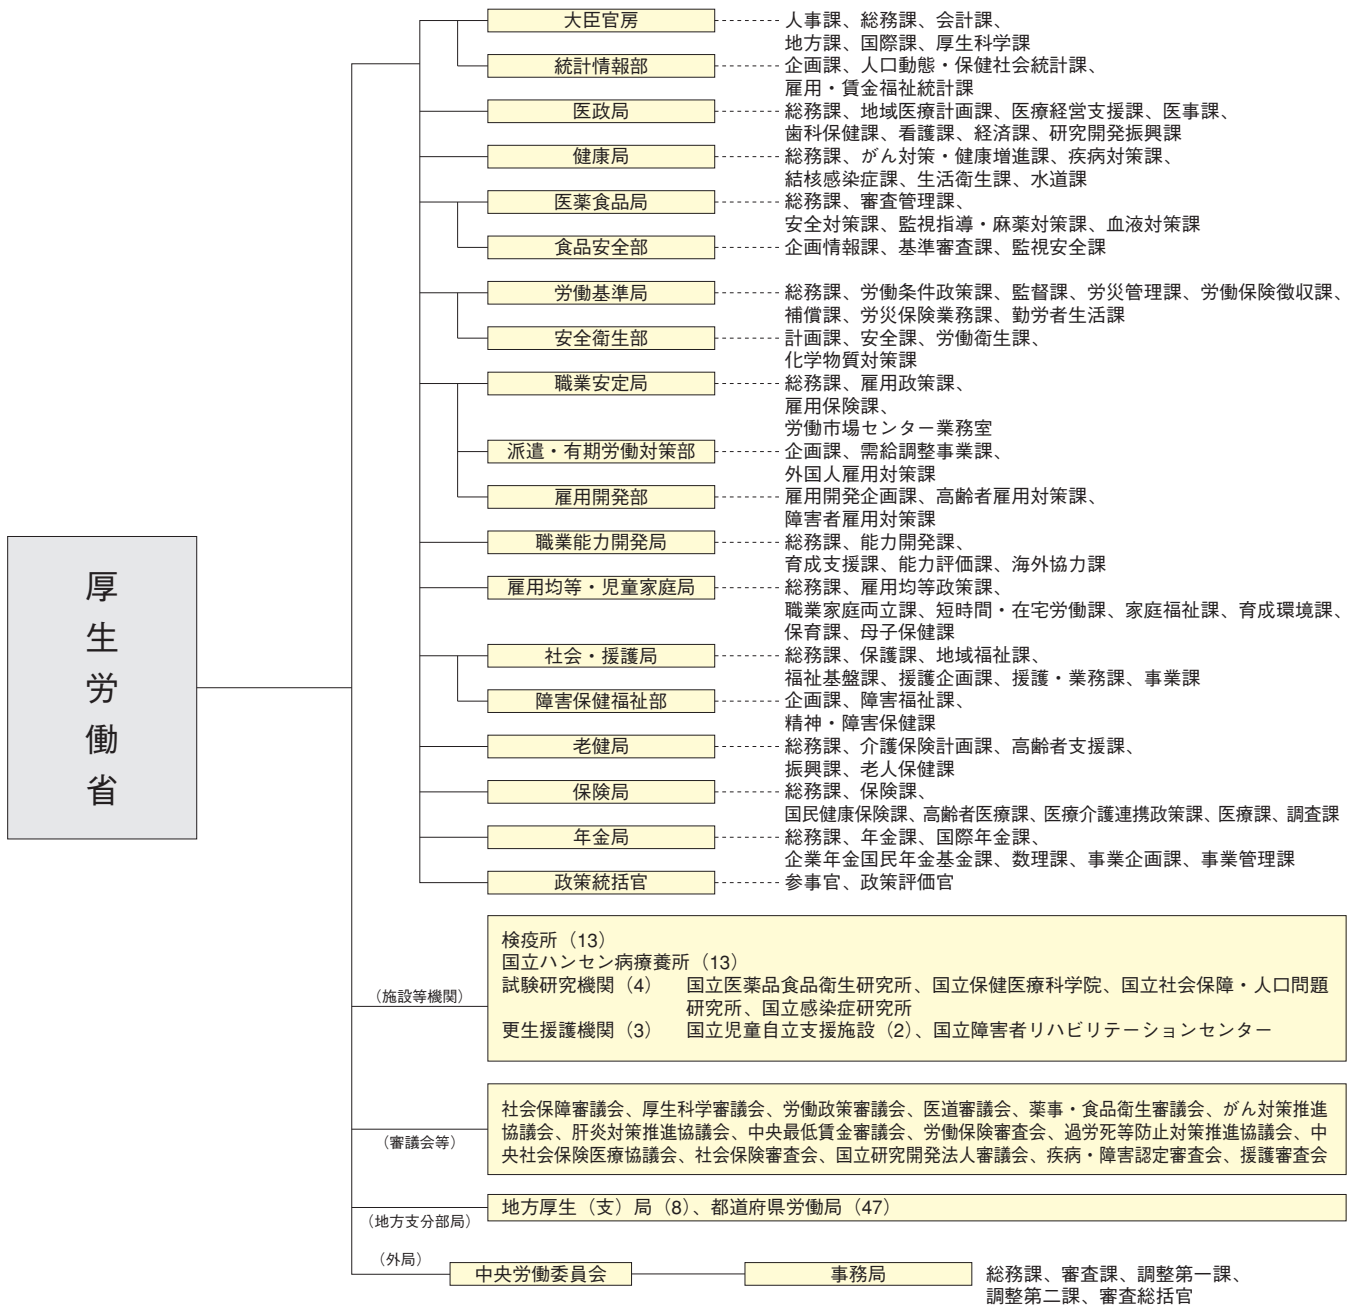 大臣官房 人事課、総務課、会計課、
地方課、国際課、厚生科学課
統計情報部 企画課、人口動態・保健社会統計課、
雇用・賃金福祉統計課
医政局 総務課、地域医療計画課、医療経営支援課、医事課、
歯科保健課、看護課、経済課、研究開発振興課
健康局 総務課、がん対策・健康増進課、疾病対策課、
結核感染症課、生活衛生課、水道課
医薬食品局 総務課、審査管理課、
安全対策課、監視指導・麻薬対策課、血液対策課
食品安全部 企画情報課、基準審査課、監視安全課
労働基準局 総務課、労働条件政策課、監督課、労災管理課、労働保険徴収課、
補償課、労災保険業務課、勤労者生活課
安全衛生部 計画課、安全課、労働衛生課、
化学物質対策課
職業安定局 総務課、雇用政策課、
雇用保険課、
労働市場センター業務室
派遣・有期労働対策部 企画課、需給調整事業課、
外国人雇用対策課
雇用開発部 雇用開発企画課、高齢者雇用対策課、
障害者雇用対策課
職業能力開発局 総務課、能力開発課、
育成支援課、能力評価課、海外協力課
雇用均等・児童家庭局 総務課、雇用均等政策課、
職業家庭両立課、短時間・在宅労働課、家庭福祉課、育成環境課、
保育課、母子保健課
社会・援護局 総務課、保護課、地域福祉課、
福祉基盤課、援護企画課、援護・業務課、事業課
障害保健福祉部 企画課、障害福祉課、
精神・障害保健課
老健局 総務課、介護保険計画課、高齢者支援課、
振興課、老人保健課
保険局 総務課、保険課、
国民健康保険課、高齢者医療課、医療介護連携政策課、医療課、調査課
年金局 総務課、年金課、国際年金課、
企業年金国民年金基金課、数理課、事業企画課、事業管理課
政策統括官 参事官、政策評価官
厚生労働省
（施設等機関）
検疫所（13）
国立ハンセン病療養所（13）
試験研究機関（4） 国立医薬品食品衛生研究所、国立保健医療科学院、国立社会保障・人口問題
研究所、国立感染症研究所
更生援護機関（3） 国立児童自立支援施設（2）、国立障害者リハビリテーションセンター
（審議会等）
社会保障審議会、厚生科学審議会、労働政策審議会、医道審議会、薬事・食品衛生審議会、がん対策推進
協議会、肝炎対策推進協議会、中央最低賃金審議会、労働保険審査会、過労死等防止対策推進協議会、中
央社会保険医療協議会、社会保険審査会、国立研究開発法人審議会、疾病・障害認定審査会、援護審査会
（地方支分部局）
地方厚生（支）局（8）、都道府県労働局（47）
（外局）
中央労働委員会 事務局 総務課、審査課、調整第一課、
調整第二課、審査総括官